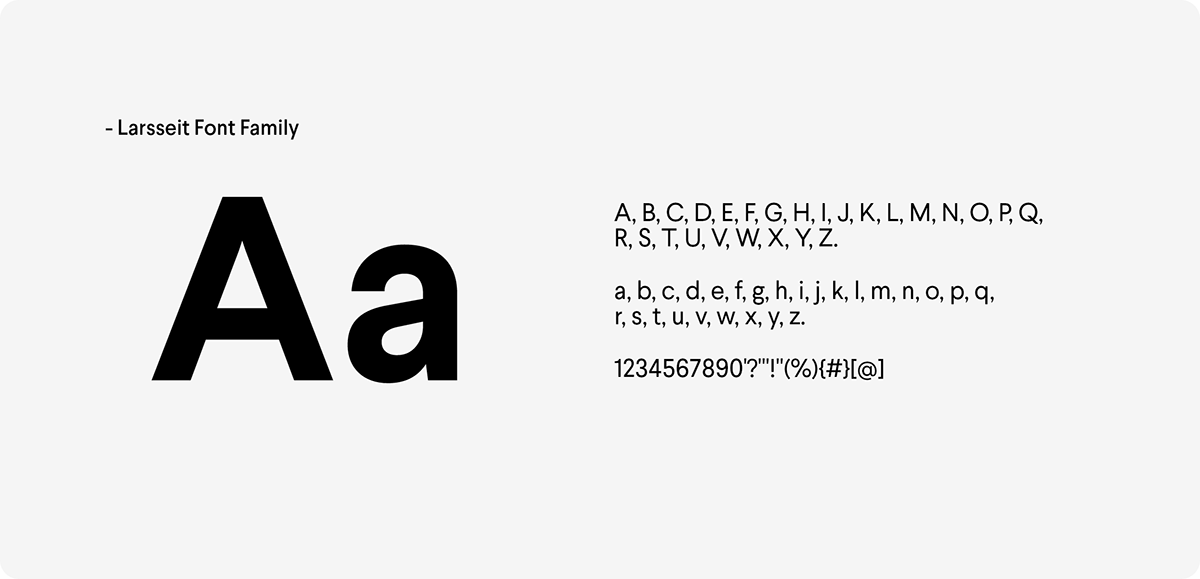 - Larsseit Font Family
Aa
A, B, C, D, E, F, G, H, I, J, K, L, M, N, O, P, Q,
R, S, T, U, V, W, X, Y, Z.
a, b, c, d, e, f, g, h, i, j, k, l, m, n, o, p, q,
r, s, t, u, v, w, x, y, z.
1234567890'?'"!"(%){#}[@]